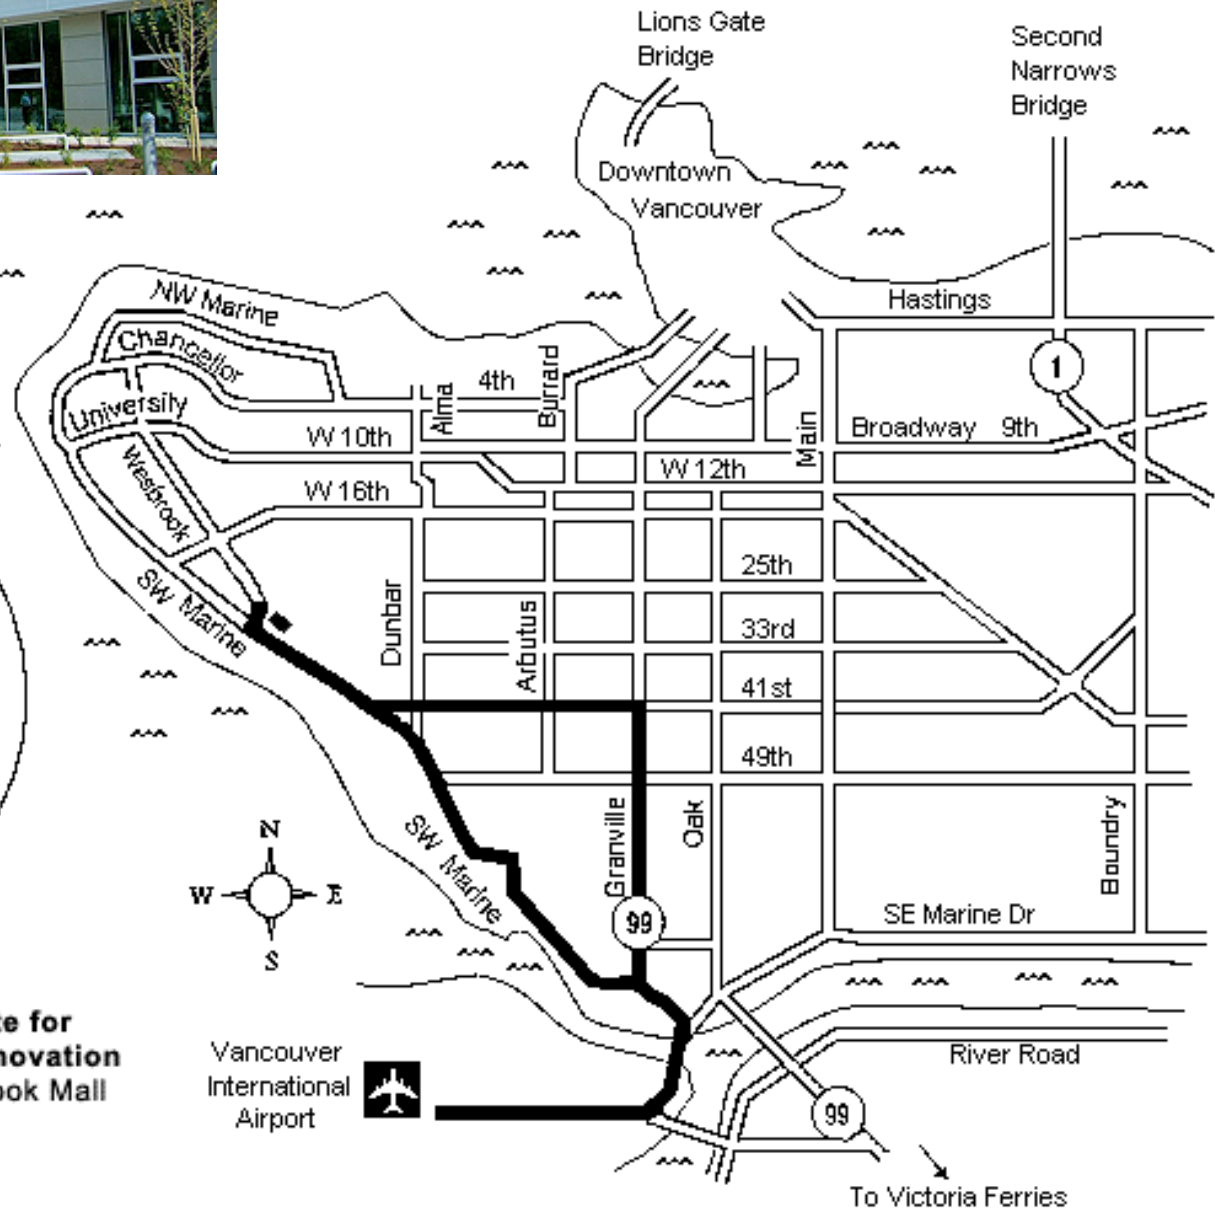 Lions Gate
Bridge
Second
Narrows
Bridge
Downtown
Vancouver
NW Marine
Hastings
Chancellor
1
4th
Alma
Burrard
University
W 10th
Main
Broadway 9th
W 12th
Wesbrook
W 16th
25th
SW Marine
Dunbar
Arbutus
33rd
41st
49th
SW Marine
Granville
Oak
Boundry
N
W
E
S
99
SE Marine Dr
for
Mall
River Road
Vancouver
International
Airport
99
To Victoria Ferries